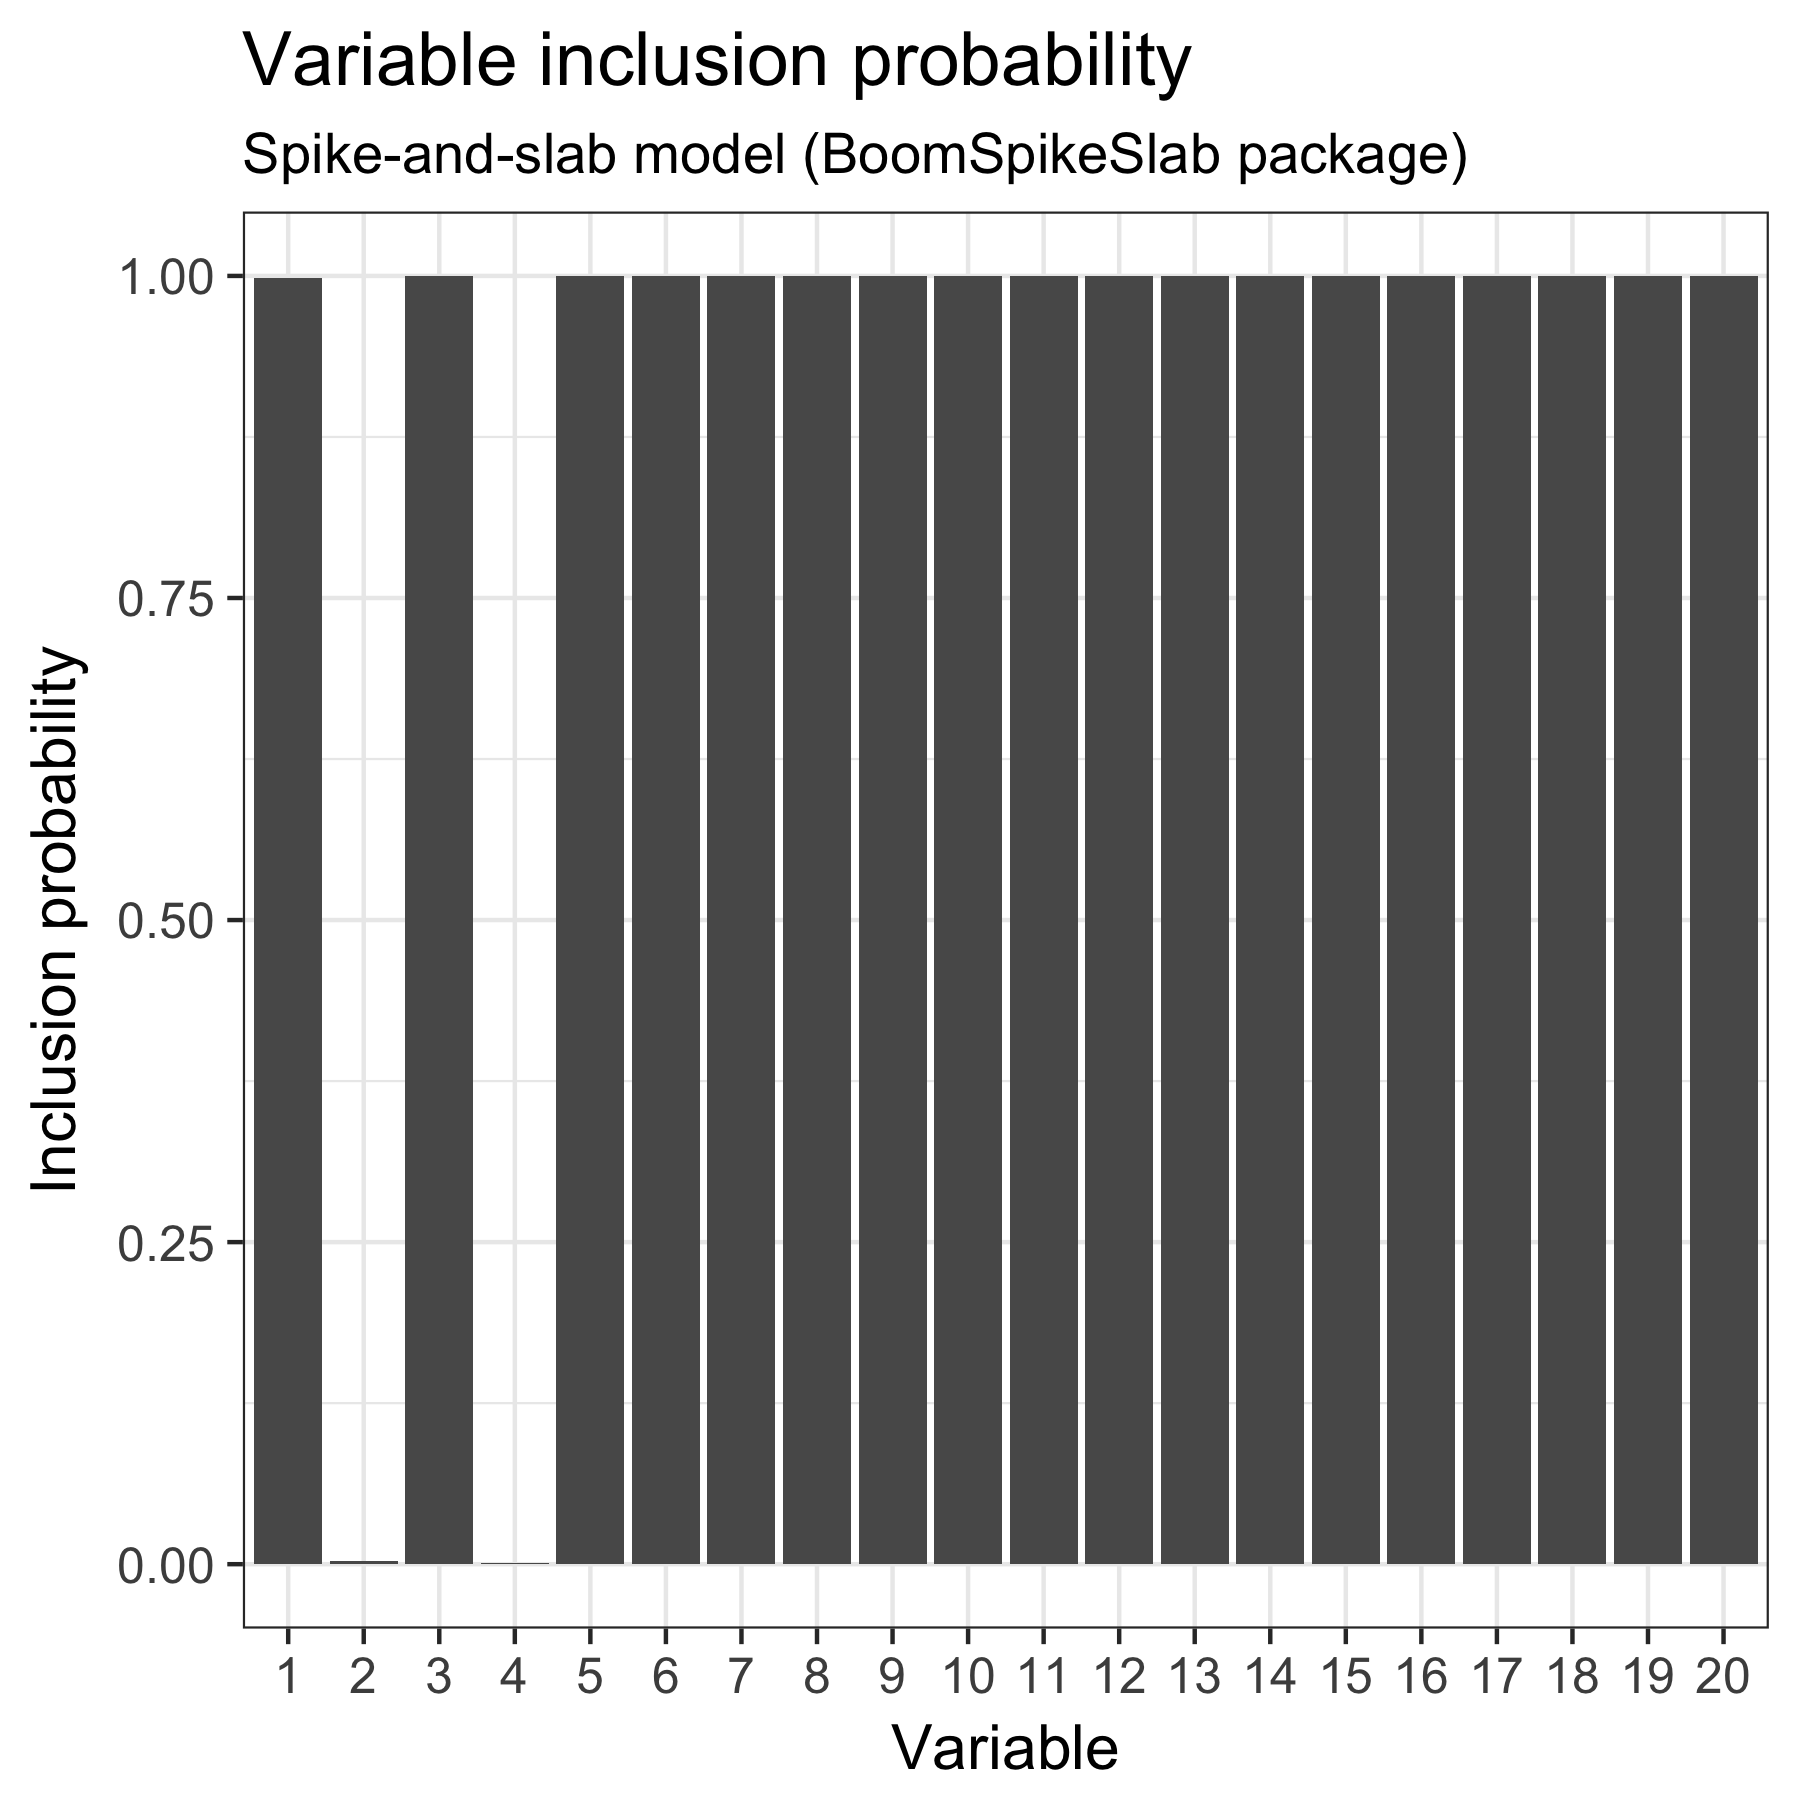 Variable inclusion probability
Spike-and-slab model (BoomSpikeSlab package)
Inclusion probability
1.00
0.75
0.50
0.25
0.00
1 2 3 4 5 6 7 8 9 10 11 12 13 14 15 16 17 18 19 20
Variable